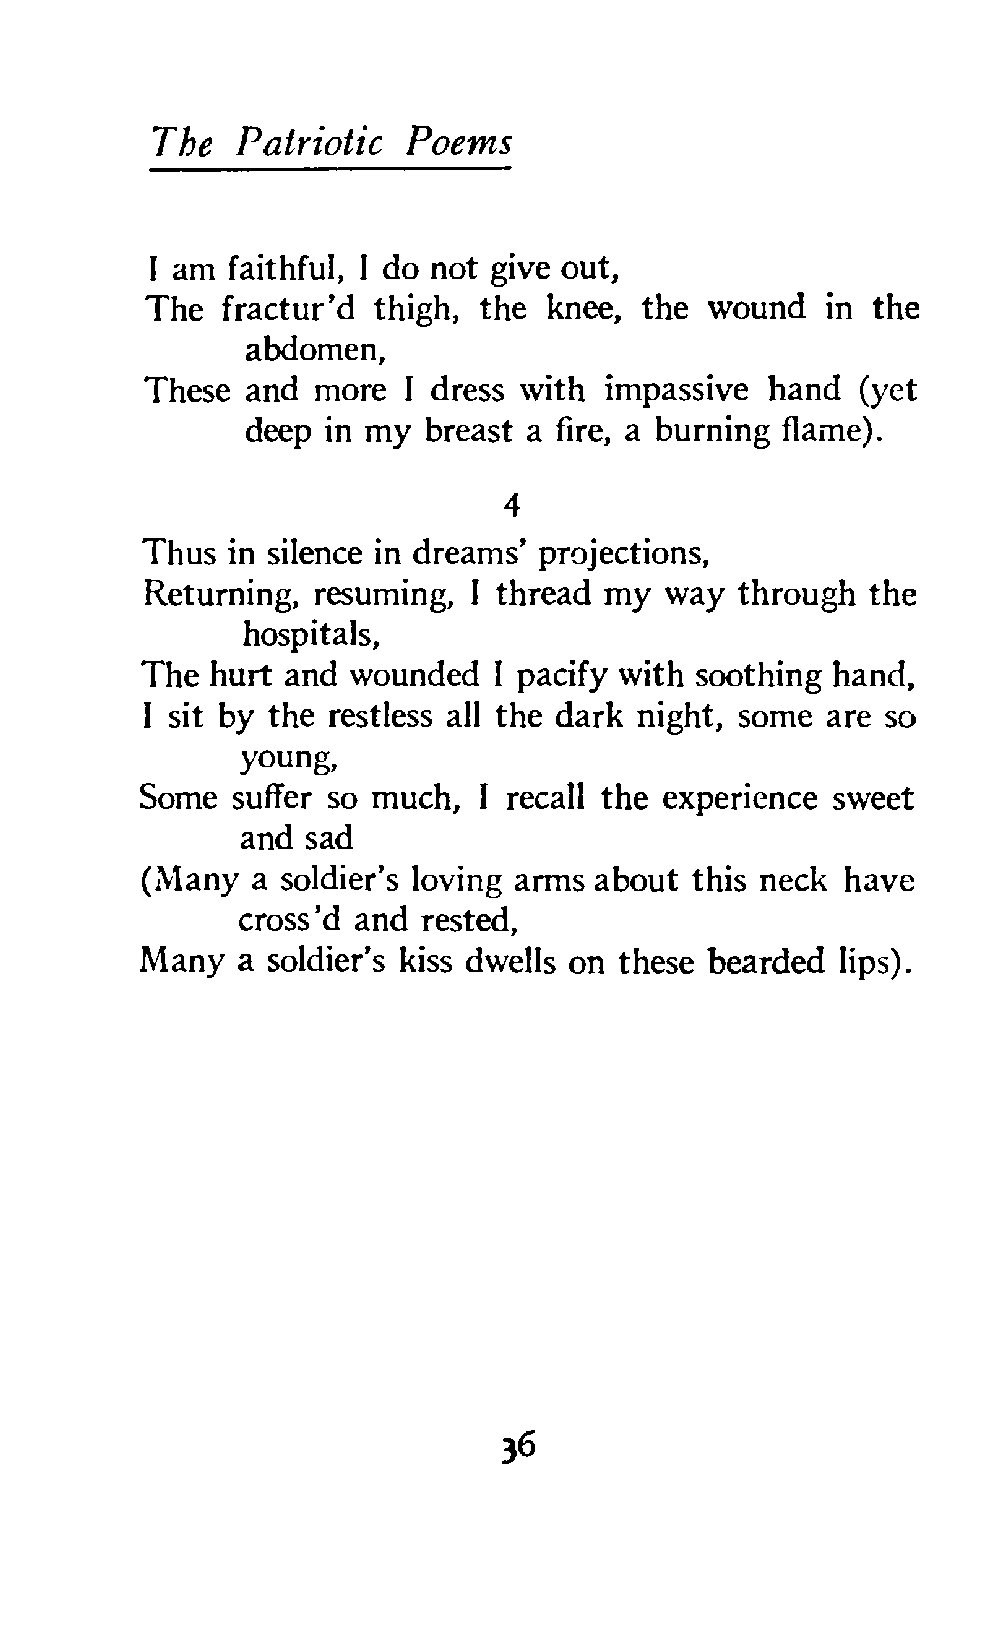 The Patriotic Poems
I am faithful, I do not give out,
The fractur'd thigh, the knee, the wound in the
abdomen,
These and more I dress with impassive hand (yet
deep in my breast a fire, a burning flame).
4
Thus in silence in dreams' projections,
Returning, resuming, I thread my way through the
hospitals,
The hurt and wounded I pacify with soothing hand,
I sit by the restless all the dark night, some are so
young,
Some suffer so much, I recall the experience sweet
and sad
(Many a soldier's loving arms about this neck have
cross'd and rested,
Many a soldier's kiss dwells on these bearded lips).
36